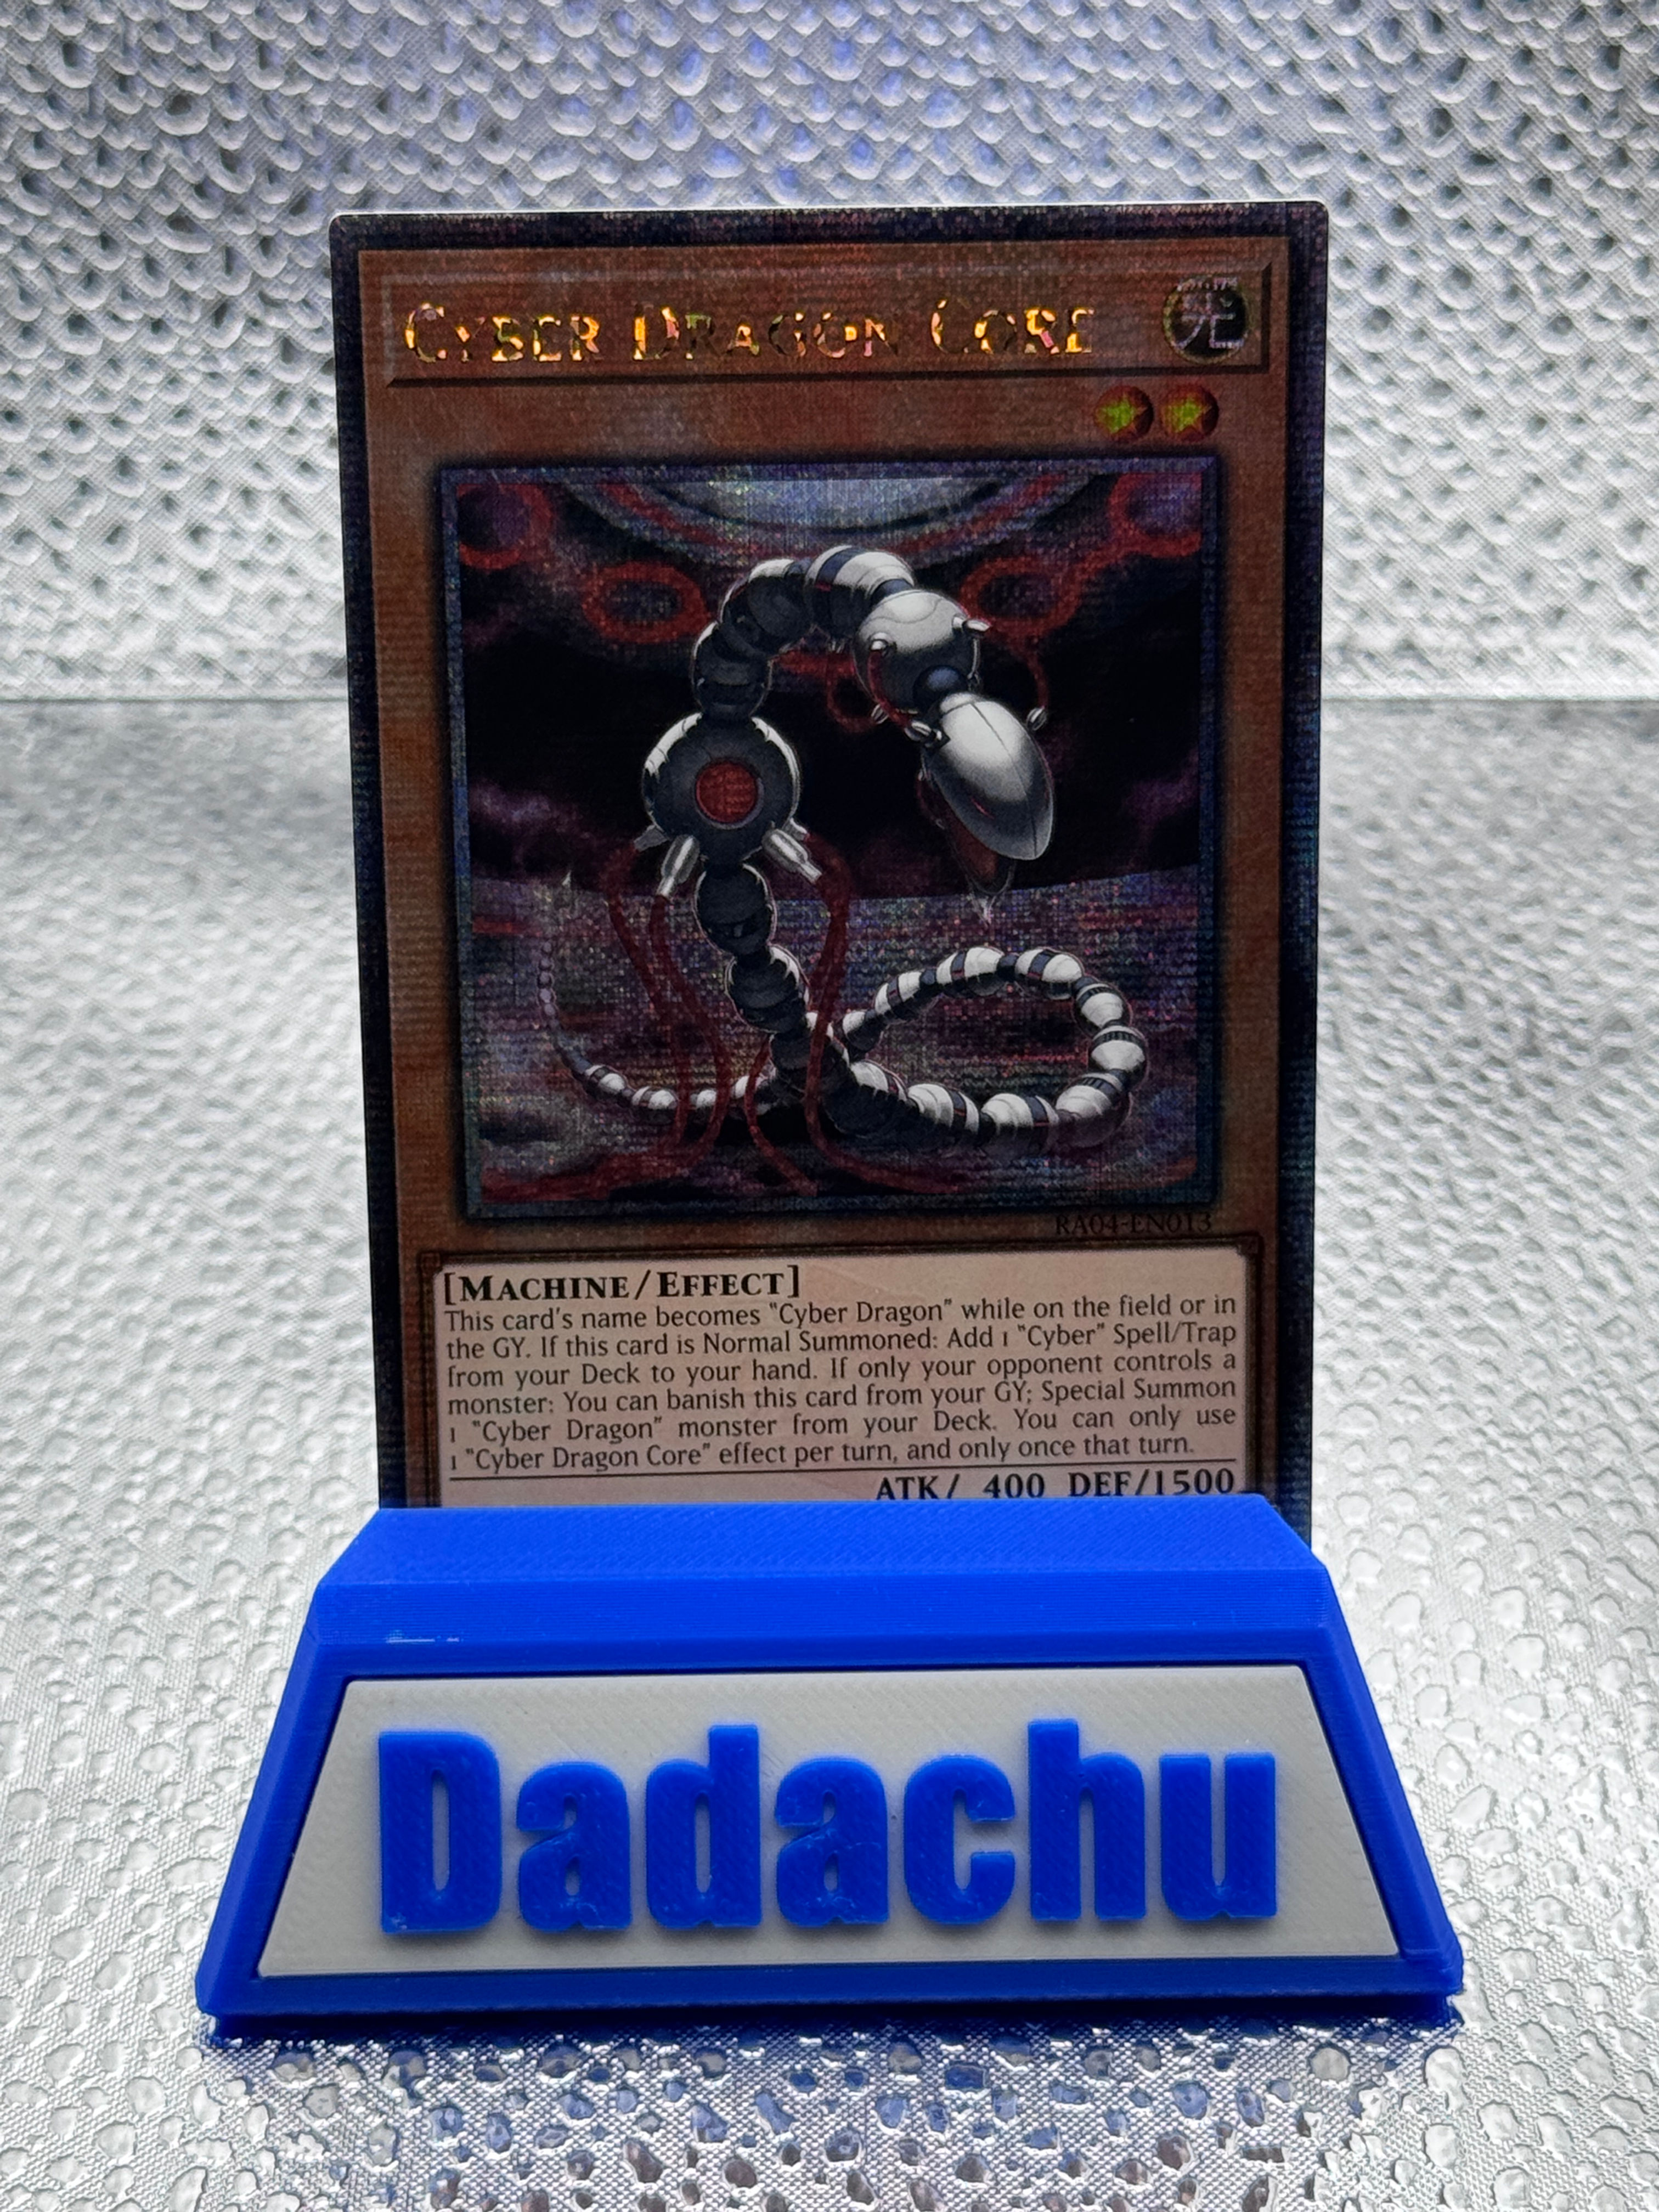 Cyber Dragon Core
光
RA04-EN013
[Machine/Effect]
This card's name becomes "Cyber Dragon" while on the field or in
the GY. If this card is Normal Summoned: Add 1 "Cyber" Spell/Trap
from your Deck to your hand. If only your opponent controls a
monster: You can banish this card from your GY; Special Summon
1 "Cyber Dragon" monster from your Deck. You can only use
1 "Cyber Dragon Core" effect per turn, and only once that turn.
ATK/ 400 DEF/1500
Dadachu